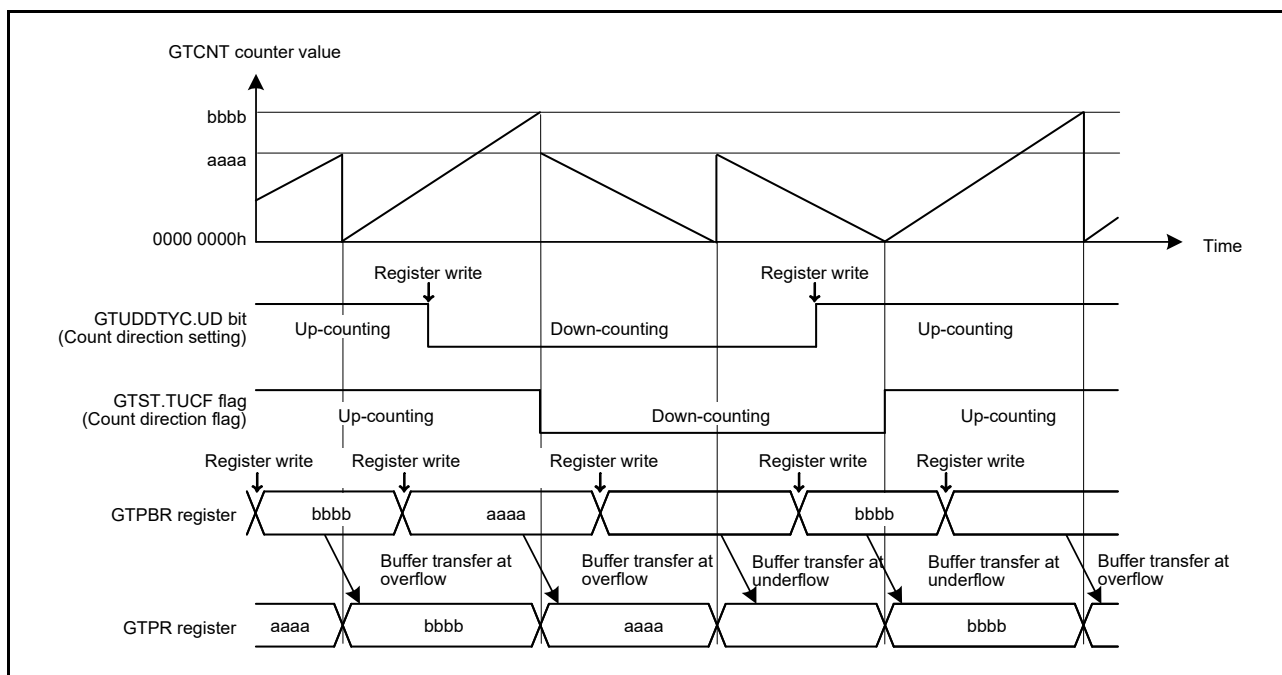 GTCNT counter value
bbbb
aaaa
0000 0000h
Time
Register write
Register write
GTUDDTYC.UD bit
(Count direction setting)
Up-counting
Down-counting
Up-counting
GTST.TUCF flag
(Count direction flag)
Up-counting
Down-counting
Up-counting
Register write
Register write
Register write
Register write
Register write
GTPBR register
bbbb
aaaa
bbbb
Buffer transfer at
overflow
Buffer transfer at
overflow
Buffer transfer at
underflow
Buffer transfer at
underflow
Buffer transfer at
overflow
GTPR register
aaaa
bbbb
aaaa
bbbb